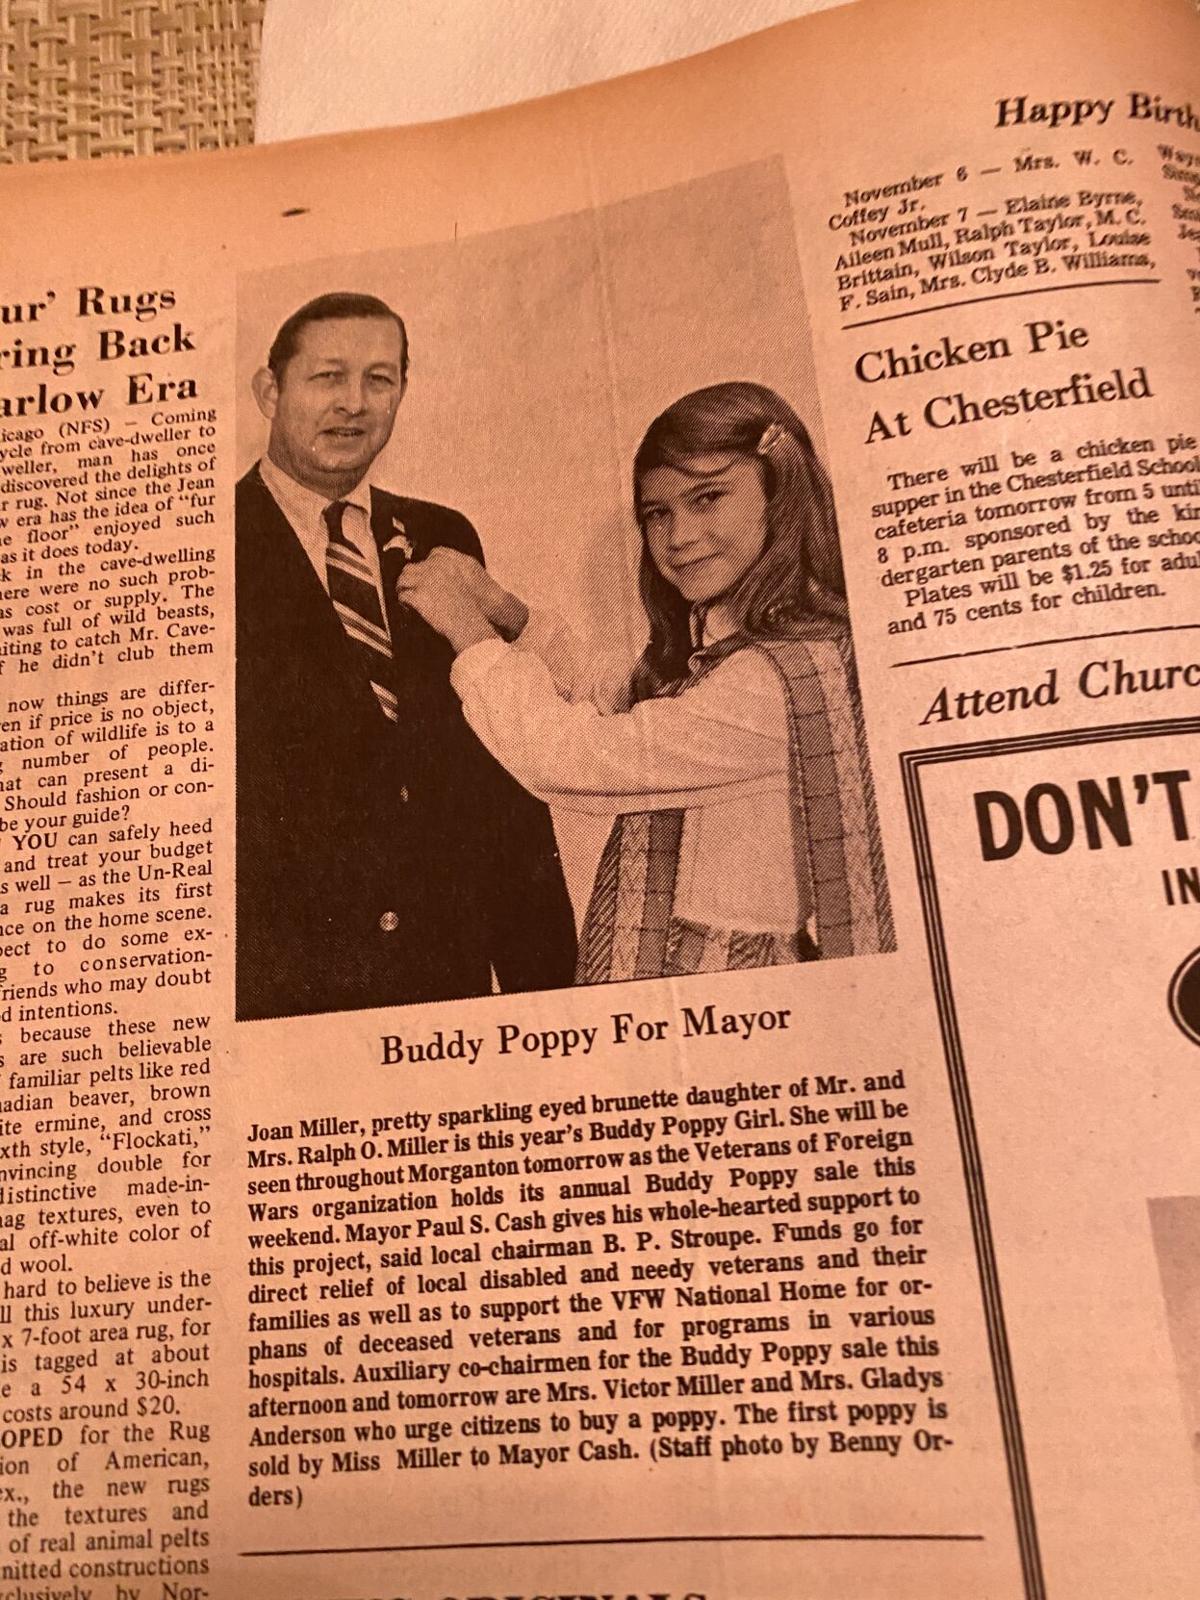 ur' Rugs
ring Back
arlow Era
icago (NFS) — Coming
ycle from cave-dweller to
weller, man has once
discovered the delights of
r rug. Not since the Jean
w era has the idea of "fur
e floor" enjoyed such
as it does today.
k in the cave-dwelling
here were no such prob-
as cost or supply. The
was full of wild beasts,
iting to catch Mr. Cave-
f he didn't club them
now things are differ-
en if price is no object,
ation of wildlife is to a
g number of people.
hat can present a di-
Should fashion or con-
be your guide?
YOU can safely heed
and treat your budget
s well — as the Un-Real
a rug makes its first
nce on the home scene.
pect to do some ex-
g to conservation-
friends who may doubt
d intentions.
s because these new
s are such believable
familiar pelts like red
nadian beaver, brown
ite ermine, and cross
xth style, "Flockati,"
nvincing double for
distinctive made-in-
hag textures, even to
al off-white color of
d wool.
hard to believe is the
ll this luxury under-
x 7-foot area rug, for
is tagged at about
e a 54 x 30-inch
costs around $20.
OPED for the Rug
ion of American,
ex., the new rugs
the textures and
of real animal pelts
nitted constructions
clusively by Nor-
Buddy Poppy For Mayor
Joan Miller, pretty sparkling eyed brunette daughter of Mr. and
Mrs. Ralph O. Miller is this year's Buddy Poppy Girl. She will be
seen throughout Morganton tomorrow as the Veterans of Foreign
Wars organization holds its annual Buddy Poppy sale this
weekend. Mayor Paul S. Cash gives his whole-hearted support to
this project, said local chairman B. P. Stroupe. Funds go for
direct relief of local disabled and needy veterans and their
families as well as to support the VFW National Home for or-
phans of deceased veterans and for programs in various
hospitals. Auxiliary co-chairmen for the Buddy Poppy sale this
afternoon and tomorrow are Mrs. Victor Miller and Mrs. Gladys
Anderson who urge citizens to buy a poppy. The first poppy is
sold by Miss Miller to Mayor Cash. (Staff photo by Benny Or-
ders)
Happy Birth
November 6 — Mrs. W. C.
Coffey Jr.
November 7 — Elaine Byrne,
Aileen Mull, Ralph Taylor, M. C.
Brittain, Wilson Taylor, Louise
F. Sain, Mrs. Clyde B. Williams,
Chicken Pie
At Chesterfield
There will be a chicken pie
supper in the Chesterfield School
cafeteria tomorrow from 5 until
8 p.m. sponsored by the kin
dergarten parents of the schoo
Plates will be $1.25 for adul
and 75 cents for children.
Attend Churc
DON'T
IN